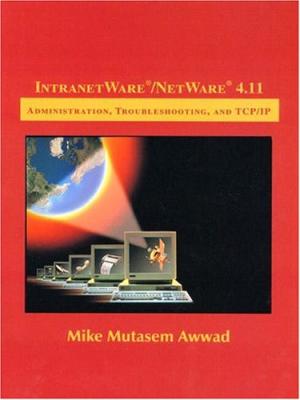 INTRANETWARE®/NETWARE® 4.11
ADMINISTRATION, TROUBLESHOOTING, AND TCP/IP
Mike Mutasem Awwad